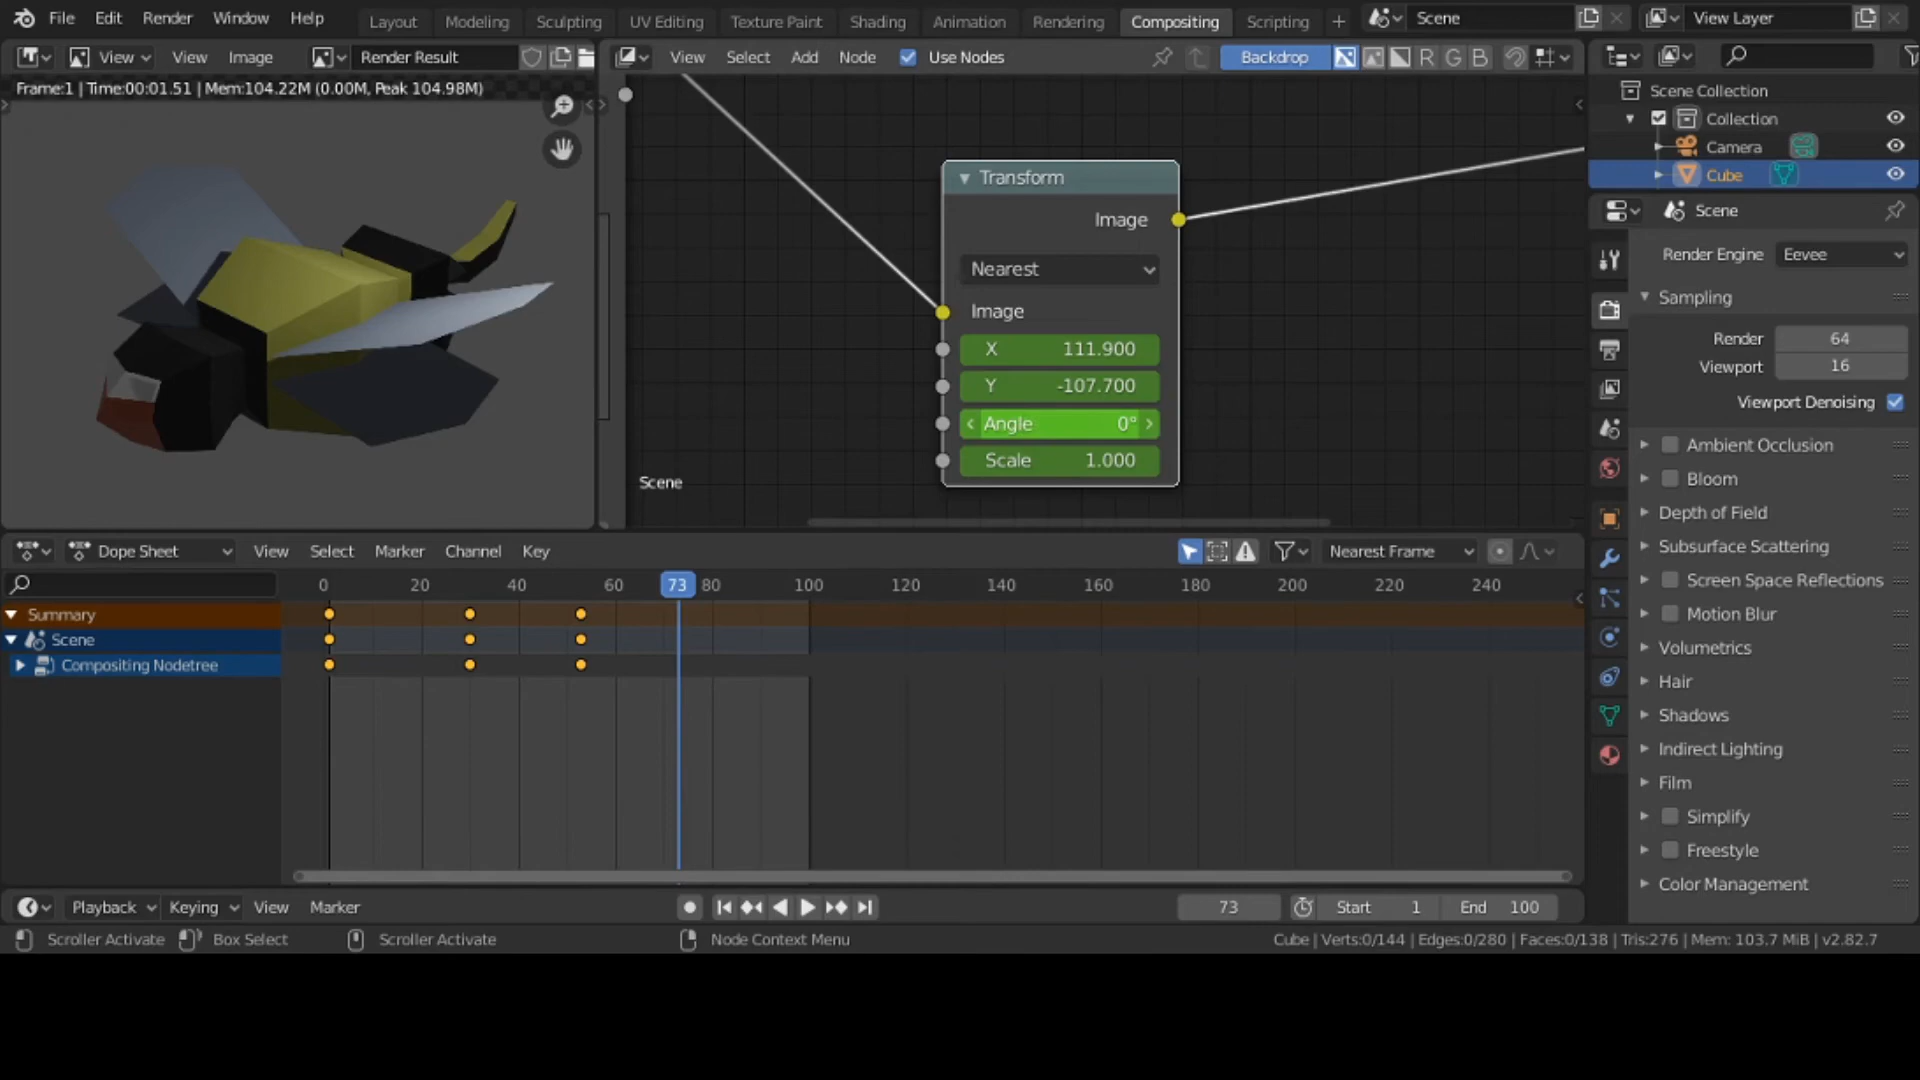 File Edit Render Window Help Layout Modeling Sculpting UV Editing Texture Paint Shading Animation Rendering Compositing Scripting + Scene View Layer
View View Image Render Result View Select Add Node Use Nodes Backdrop R G B
Frame:1 | Time:00:01.51 | Mem:104.22M (0.00M, Peak 104.98M)
Scene Collection
Collection
Camera
Cube
Transform
Image
Nearest
Image
X 111.900
Y -107.700
Angle 0°
Scale 1.000
Scene
Scene
Render Engine Eevee
Sampling
Render 64
Viewport 16
Viewport Denoising
Ambient Occlusion
Bloom
Depth of Field
Subsurface Scattering
Screen Space Reflections
Motion Blur
Volumetrics
Hair
Shadows
Indirect Lighting
Film
Simplify
Freestyle
Color Management
Dope Sheet View Select Marker Channel Key Nearest Frame
0 20 40 60 73 80 100 120 140 160 180 200 220 240
Summary
Scene
Compositing Nodetree
Playback Keying View Marker 73 Start 1 End 100
Scroller Activate Box Select Scroller Activate Node Context Menu Cube | Verts:0/144 | Edges:0/280 | Faces:0/138 | Tris:276 | Mem: 103.7 MiB | v2.82.7